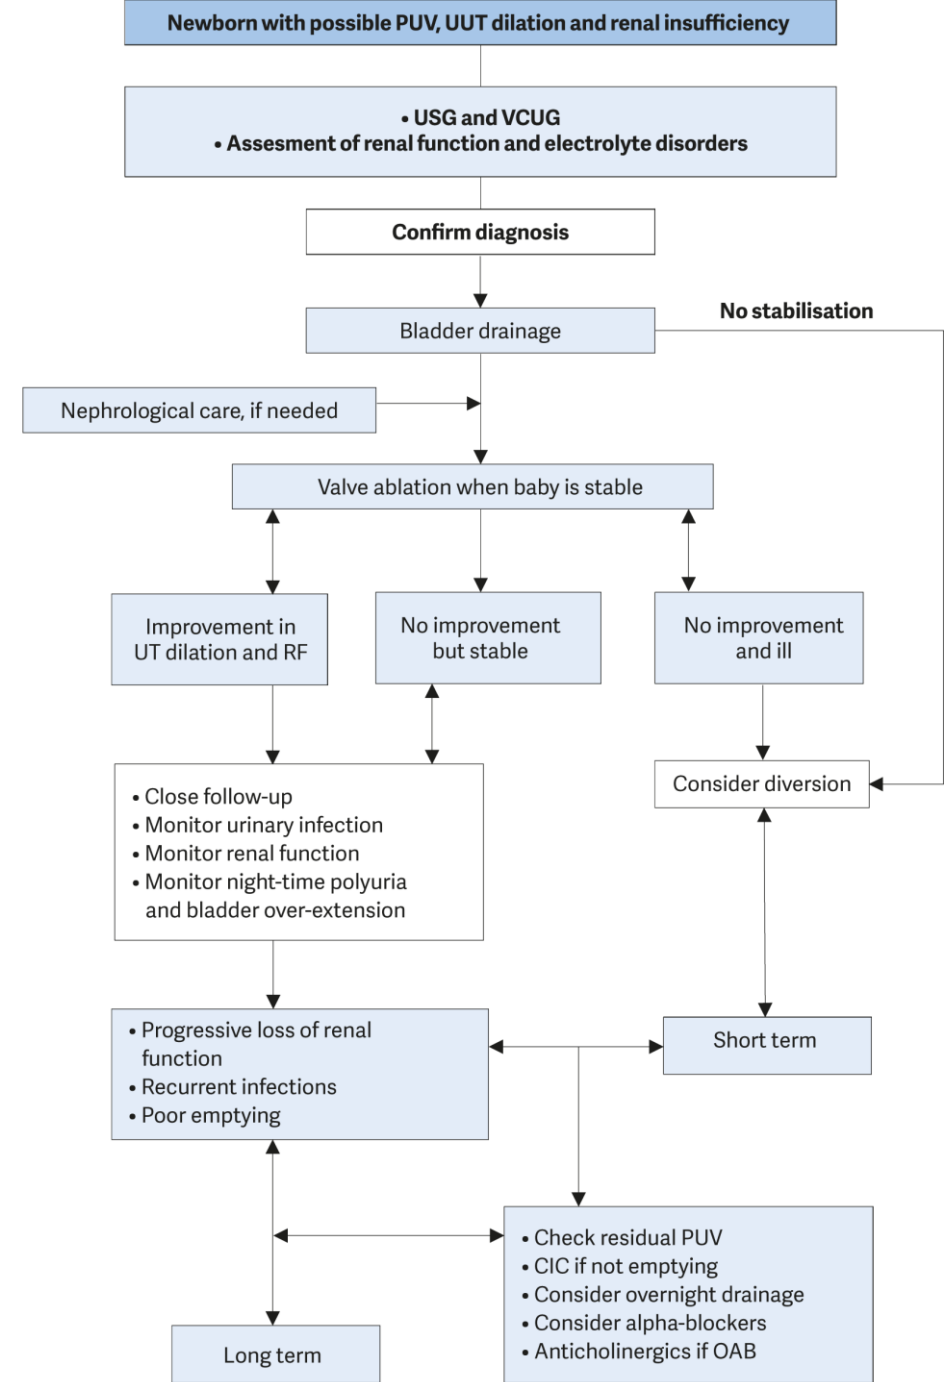 Newborn with possible PUV, UUT dilation and renal insufficiency
• USG and VCUG
• Assesment of renal function and electrolyte disorders
Confirm diagnosis
Bladder drainage
No stabilisation
Nephrological care, if needed
Valve ablation when baby is stable
Improvement in
UT dilation and RF
No improvement
but stable
No improvement
and ill
• Close follow-up
• Monitor urinary infection
• Monitor renal function
• Monitor night-time polyuria
and bladder over-extension
Consider diversion
• Progressive loss of renal
function
• Recurrent infections
• Poor emptying
Short term
• Check residual PUV
• CIC if not emptying
• Consider overnight drainage
• Consider alpha-blockers
• Anticholinergics if OAB
Long term